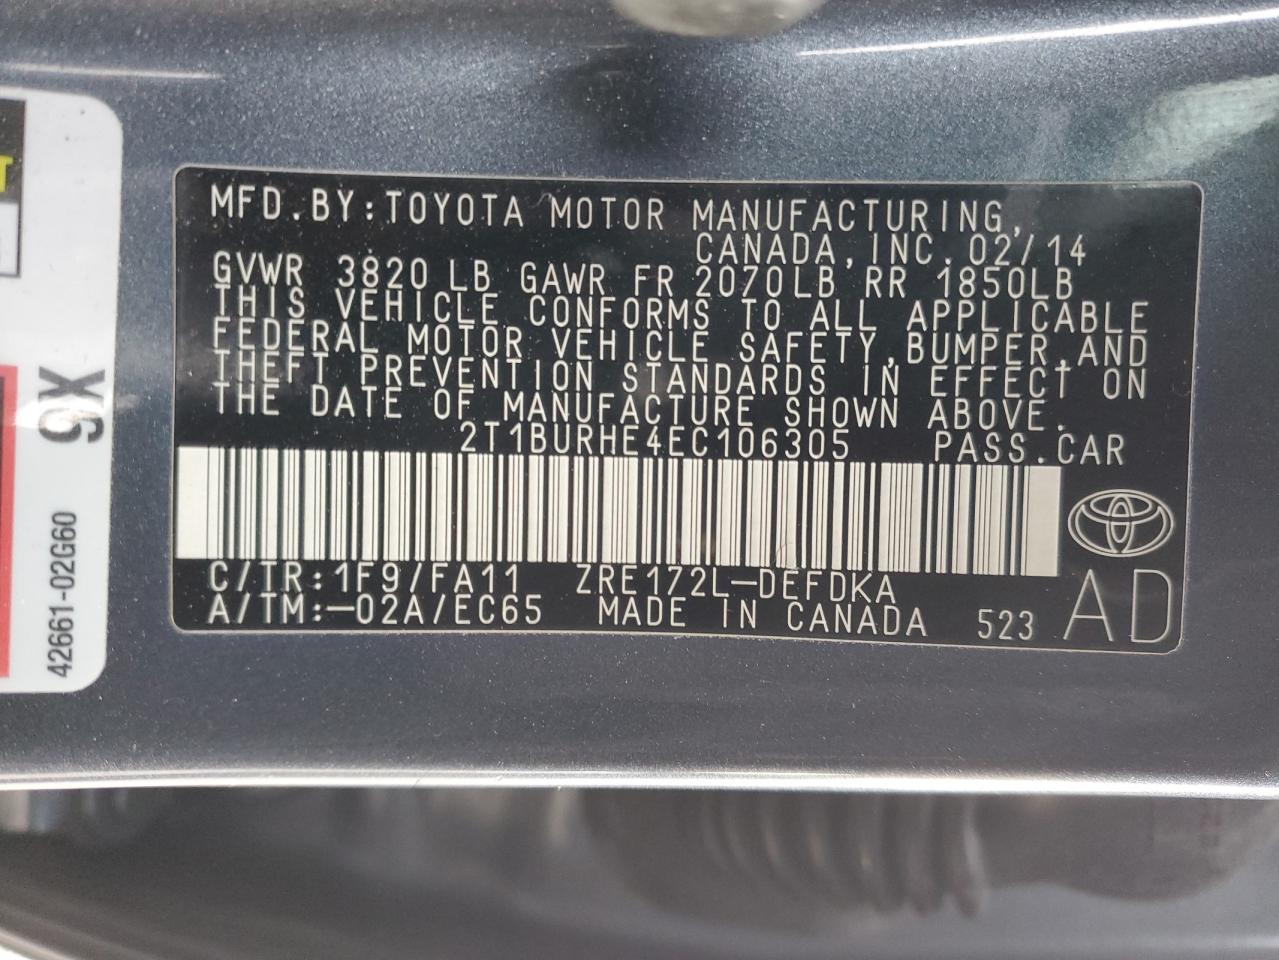 MFD.BY:TOYOTA MOTOR MANUFACTURING,
CANADA,INC.02/14
GVWR 3820LB GAWR FR 2070LB RR 1850LB
THIS VEHICLE CONFORMS TO ALL APPLICABLE
FEDERAL MOTOR VEHICLE SAFETY,BUMPER,AND
THEFT PREVENTION STANDARDS IN EFFECT ON
THE DATE OF MANUFACTURE SHOWN ABOVE.
2T1BURHE4EC106305 PASS.CAR
C/TR:1F9/FA11 ZRE172L-DEFDKA
A/TM:-02A/EC65 MADE IN CANADA 523
AD
42661-02G60 9X
T